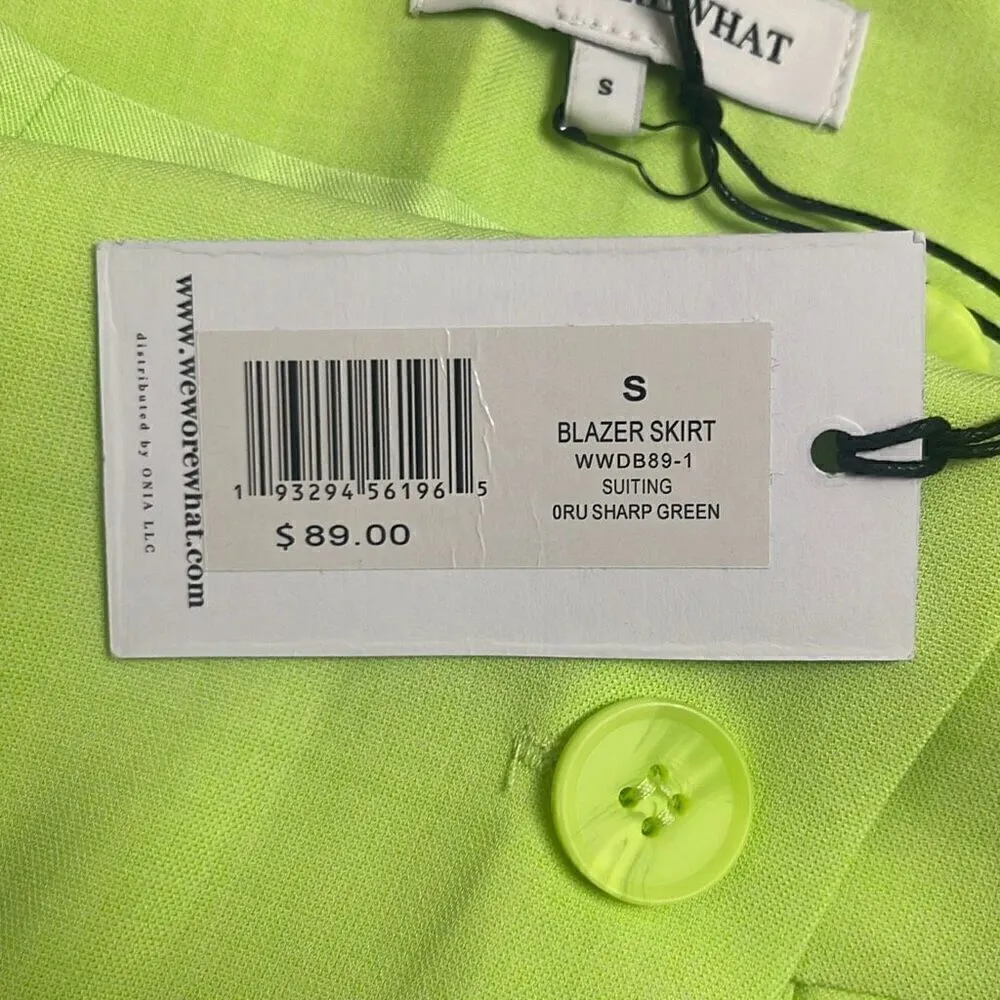 WHAT
S
www.weworewhat.com
distributed by ONIA LLC
1 93294 56196 5
$ 89.00
S
BLAZER SKIRT
WWDB89-1
SUITING
0RU SHARP GREEN